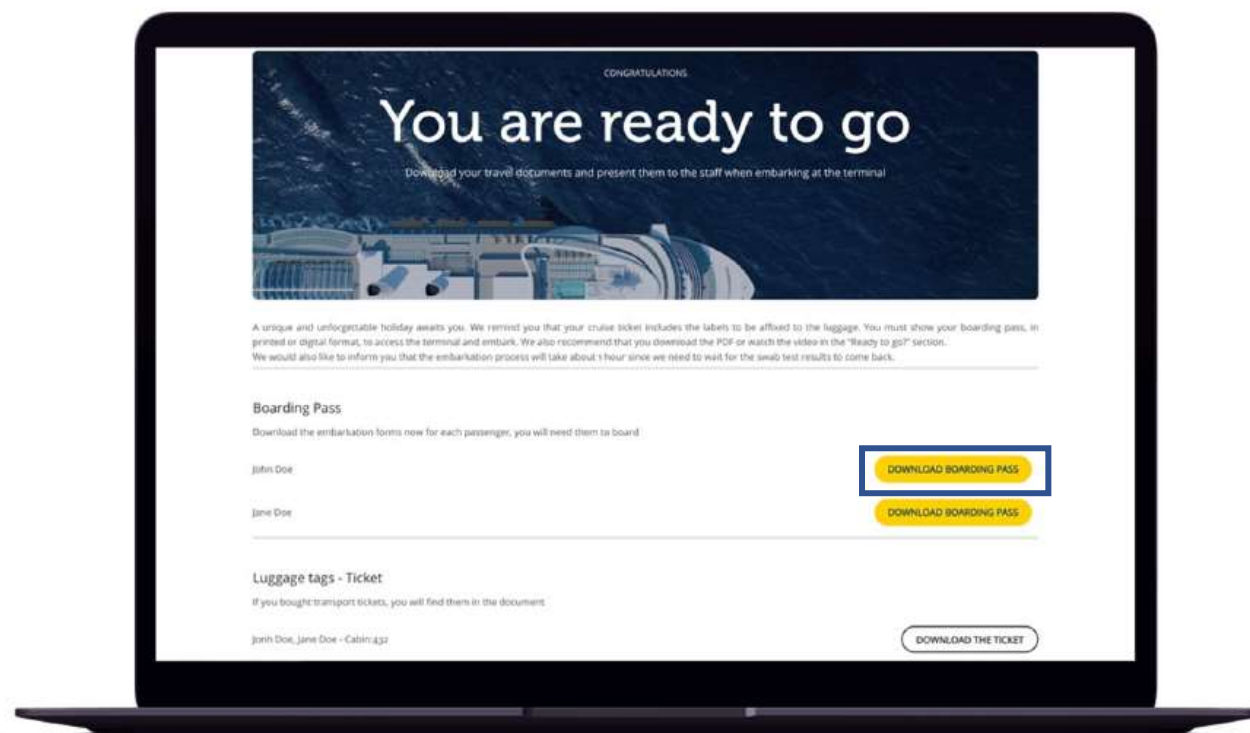 CONGRATULATIONS
You are ready to go
Download your travel documents and present them to the staff when embarking at the terminal
A unique and unforgettable holiday awaits you. We remind you that your cruise ticket includes the labels to be affixed to the luggage. You must show your boarding pass, in
printed or digital format, to access the terminal and embark. We also recommend that you download the PDF or watch the video in the "Ready to go?" section.
We would also like to inform you that the embarkation process will take about 1 hour since we need to wait for the swab test results to come back.
Boarding Pass
Download the embarkation forms now for each passenger, you will need them to board
John Doe
DOWNLOAD BOARDING PASS
Jane Doe
DOWNLOAD BOARDING PASS
Luggage tags - Ticket
If you bought transport tickets, you will find them in the document
Jonh Doe, Jane Doe - Cabin: 432
DOWNLOAD THE TICKET